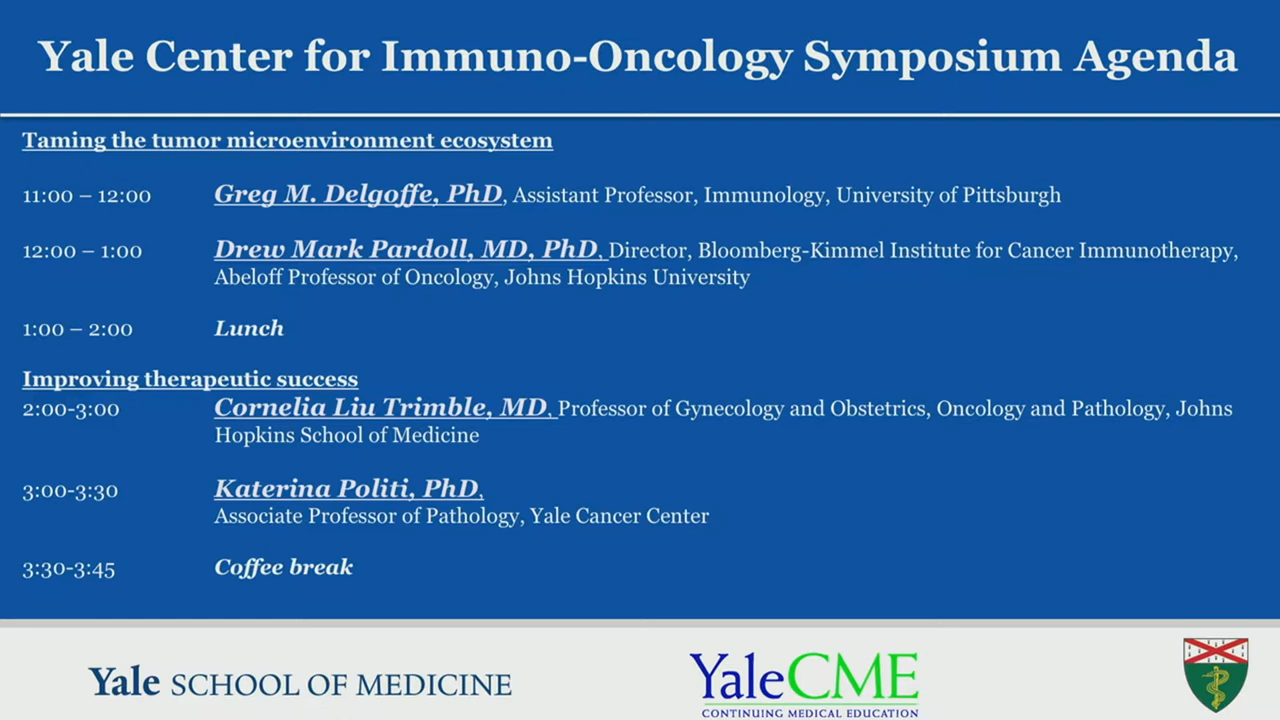 Yale Center for Immuno-Oncology Symposium Agenda
Taming the tumor microenvironment ecosystem
11:00 – 12:00 Greg M. Delgoffe, PhD, Assistant Professor, Immunology, University of Pittsburgh
12:00 – 1:00 Drew Mark Pardoll, MD, PhD, Director, Bloomberg-Kimmel Institute for Cancer Immunotherapy,
Abeloff Professor of Oncology, Johns Hopkins University
1:00 – 2:00 Lunch
Improving therapeutic success
2:00-3:00 Cornelia Liu Trimble, MD, Professor of Gynecology and Obstetrics, Oncology and Pathology, Johns
Hopkins School of Medicine
3:00-3:30 Katerina Politi, PhD,
Associate Professor of Pathology, Yale Cancer Center
3:30-3:45 Coffee break
Yale SCHOOL OF MEDICINE
YaleCME
CONTINUING MEDICAL EDUCATION